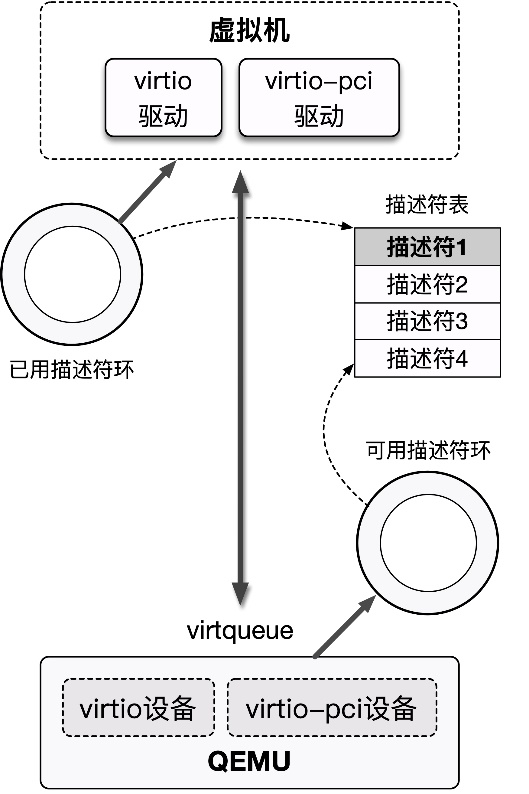 虚拟机
virtio
驱动
virtio-pci
驱动
描述符表
描述符1
描述符2
描述符3
描述符4
已用描述符环
可用描述符环
virtqueue
virtio设备
virtio-pci设备
QEMU